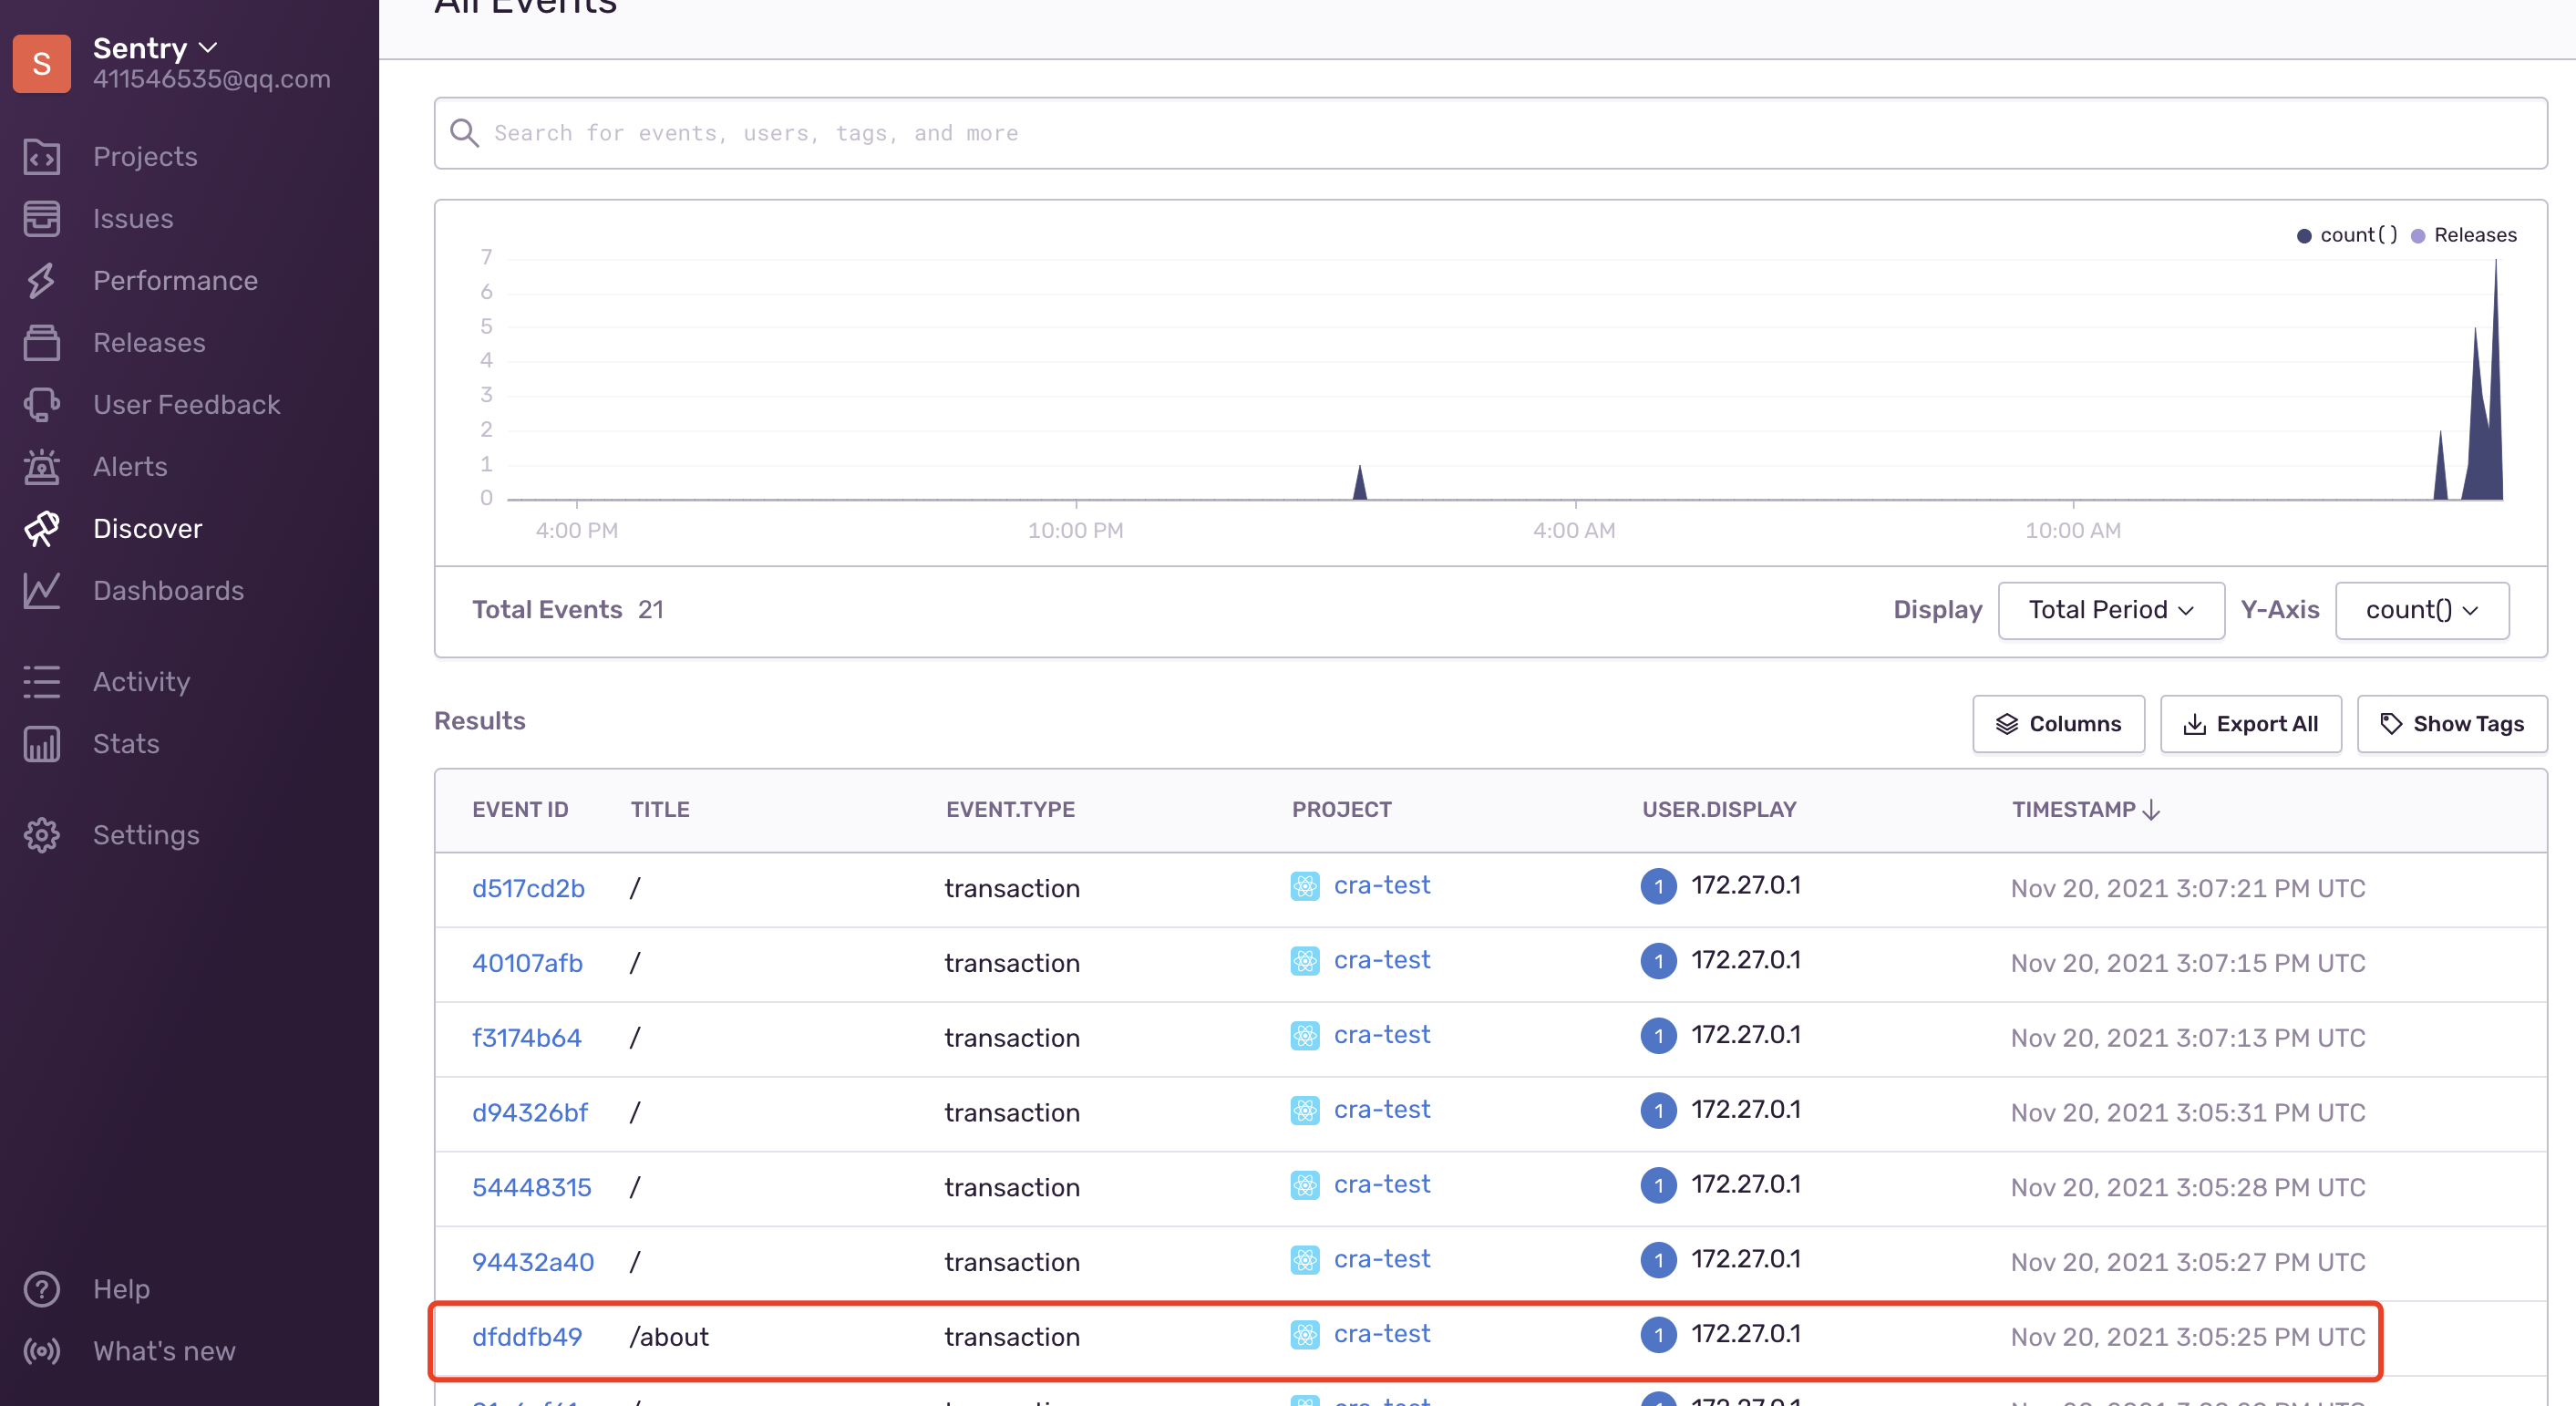 All Events
S
Sentry
411546535@qq.com
Projects
Issues
Performance
Releases
User Feedback
Alerts
Discover
Dashboards
Activity
Stats
Settings
Help
What's new
Search for events, users, tags, and more
count() Releases
7
6
5
4
3
2
1
0
4:00 PM 10:00 PM 4:00 AM 10:00 AM
Total Events 21 Display Total Period Y-Axis count()
Results Columns Export All Show Tags
EVENT ID TITLE EVENT.TYPE PROJECT USER.DISPLAY TIMESTAMP
d517cd2b / transaction cra-test 1 172.27.0.1 Nov 20, 2021 3:07:21 PM UTC
40107afb / transaction cra-test 1 172.27.0.1 Nov 20, 2021 3:07:15 PM UTC
f3174b64 / transaction cra-test 1 172.27.0.1 Nov 20, 2021 3:07:13 PM UTC
d94326bf / transaction cra-test 1 172.27.0.1 Nov 20, 2021 3:05:31 PM UTC
54448315 / transaction cra-test 1 172.27.0.1 Nov 20, 2021 3:05:28 PM UTC
94432a40 / transaction cra-test 1 172.27.0.1 Nov 20, 2021 3:05:27 PM UTC
dfddfb49 /about transaction cra-test 1 172.27.0.1 Nov 20, 2021 3:05:25 PM UTC